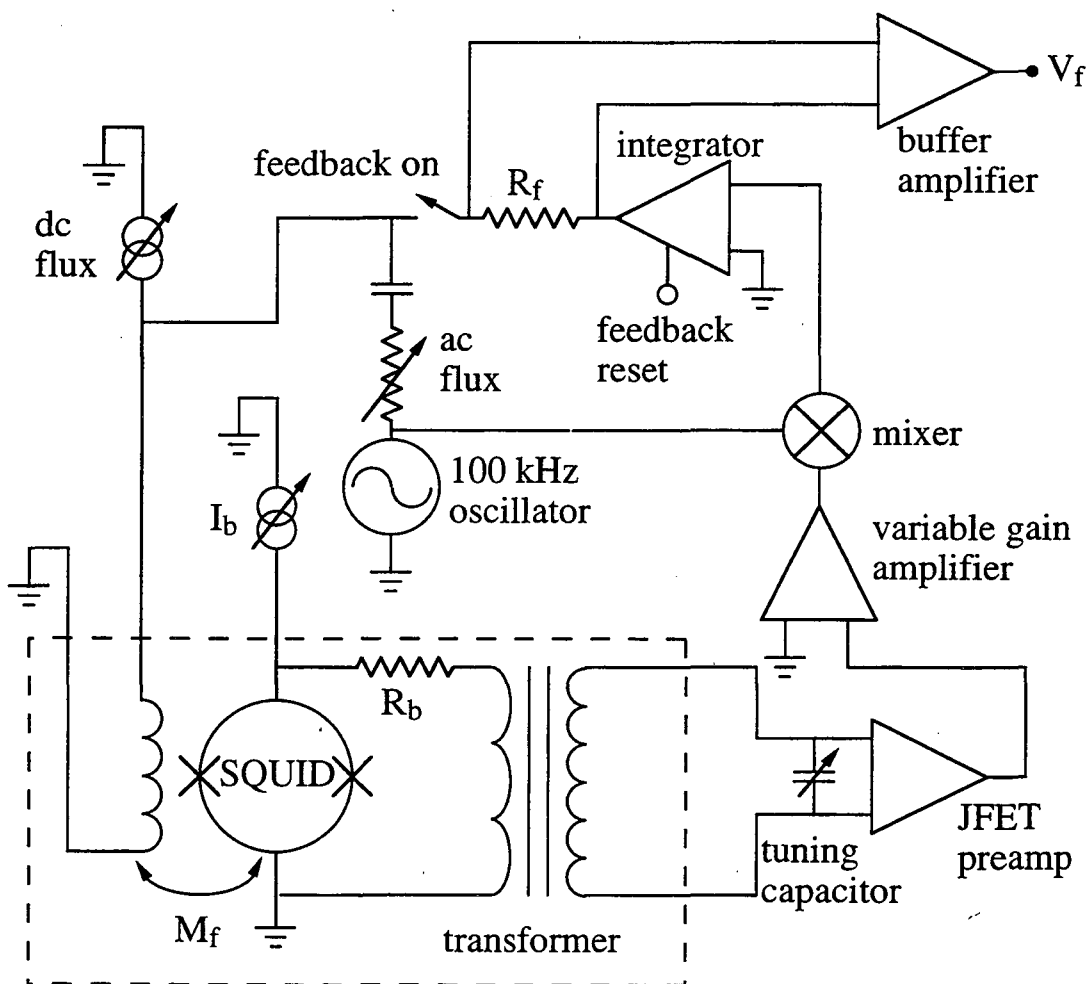 V_f
buffer
amplifier
integrator
feedback on
R_f
dc
flux
feedback
reset
ac
flux
mixer
100 kHz
oscillator
I_b
variable gain
amplifier
R_b
SQUID
JFET
preamp
tuning
capacitor
M_f
transformer